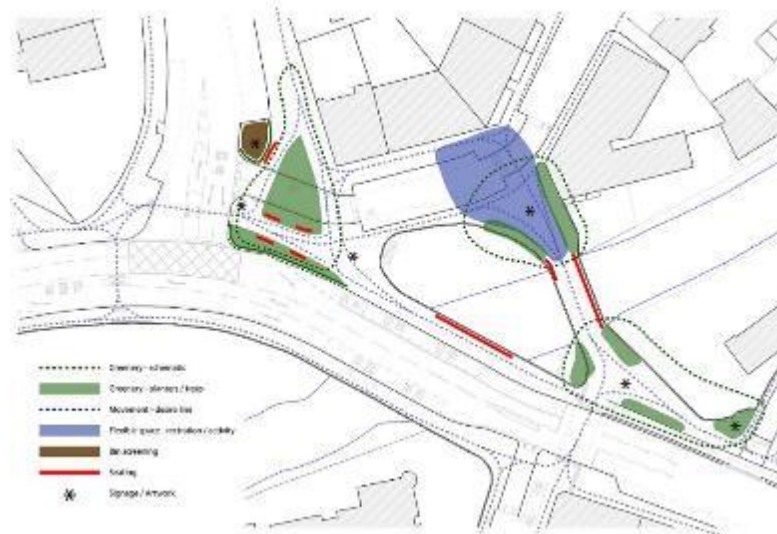 Greenery - schematic
Greenery - planters / trees
Movement - desire line
Flexible space - recreation / activity
Bin screening
Seating
Signage / Artwork